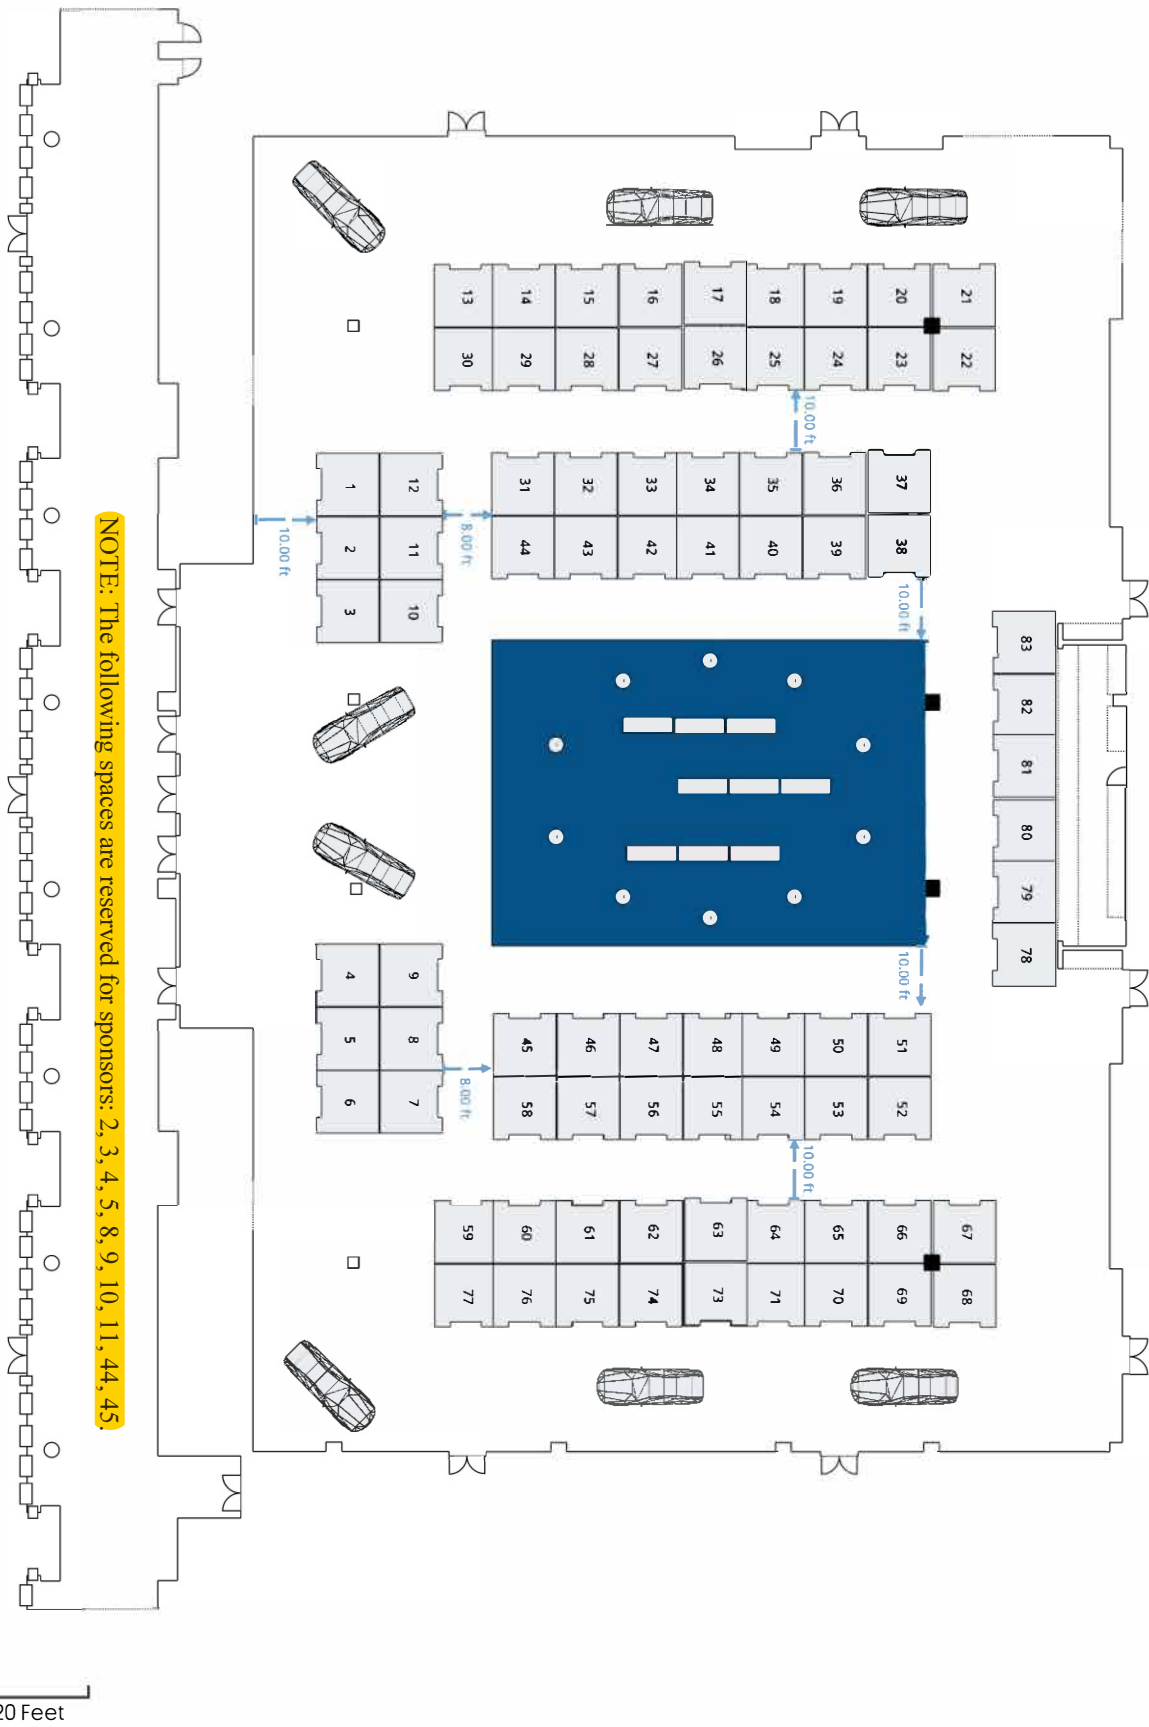 13 14 15 16 17 18 19 20 21
30 29 28 27 26 25 24 23 22
10.00 ft
1 12
31 32 33 34 35 36 37
10.00 ft
8.00 ft
2 11
44 43 42 41 40 39 38
3 10
10.00 ft
83
82
81
80
79
78
4 9
10.00 ft
5 8
45 46 47 48 49 50 51
6 7
8.00 ft
58 57 56 55 54 53 52
10.00 ft
59 60 61 62 63 64 65 66 67
77 76 75 74 73 71 70 69 68
NOTE: The following spaces are reserved for sponsors: 2, 3, 4, 5, 8, 9, 10, 11, 44, 45.
20 Feet